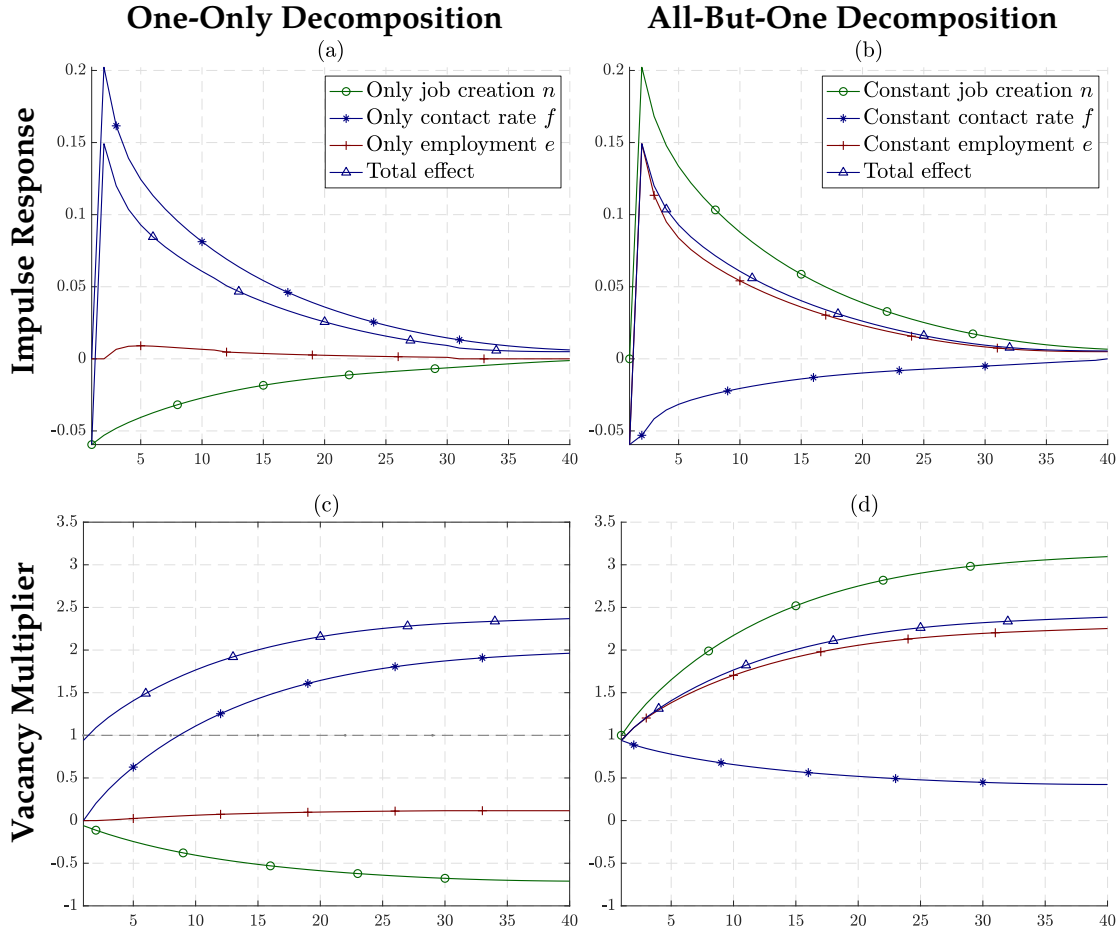 One-Only Decomposition
All-But-One Decomposition
Impulse Response
(a)
0.2
0.15
0.1
0.05
0
-0.05
5 10 15 20 25 30 35 40
Only job creation n
Only contact rate f
Only employment e
Total effect
(b)
0.2
0.15
0.1
0.05
0
-0.05
5 10 15 20 25 30 35 40
Constant job creation n
Constant contact rate f
Constant employment e
Total effect
Vacancy Multiplier
(c)
3.5
3
2.5
2
1.5
1
0.5
0
-0.5
-1
5 10 15 20 25 30 35 40
(d)
3.5
3
2.5
2
1.5
1
0.5
0
-0.5
-1
5 10 15 20 25 30 35 40